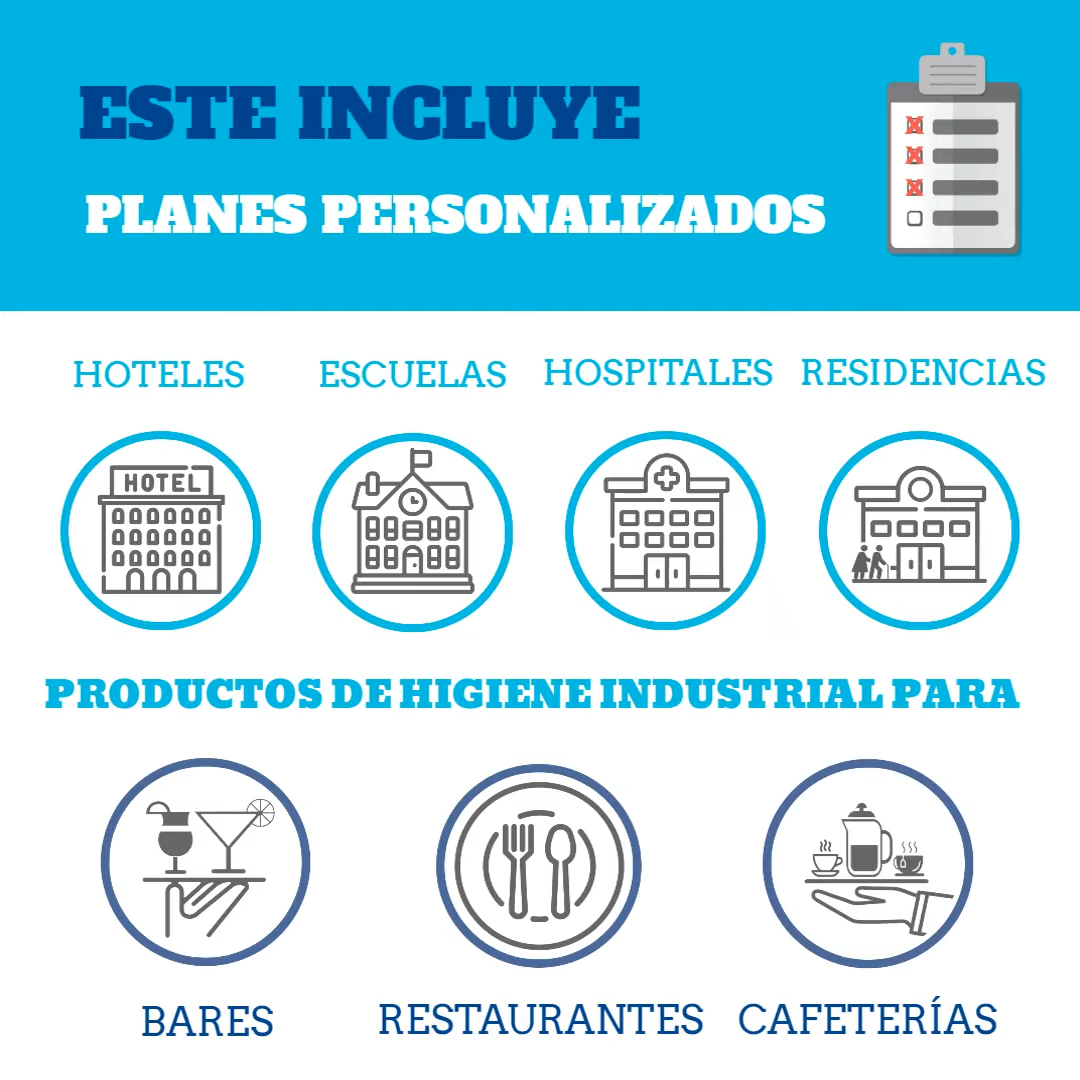 ESTE INCLUYE
PLANES PERSONALIZADOS
HOTELES ESCUELAS HOSPITALES RESIDENCIAS
HOTEL
PRODUCTOS DE HIGIENE INDUSTRIAL PARA
BARES RESTAURANTES CAFETERÍAS